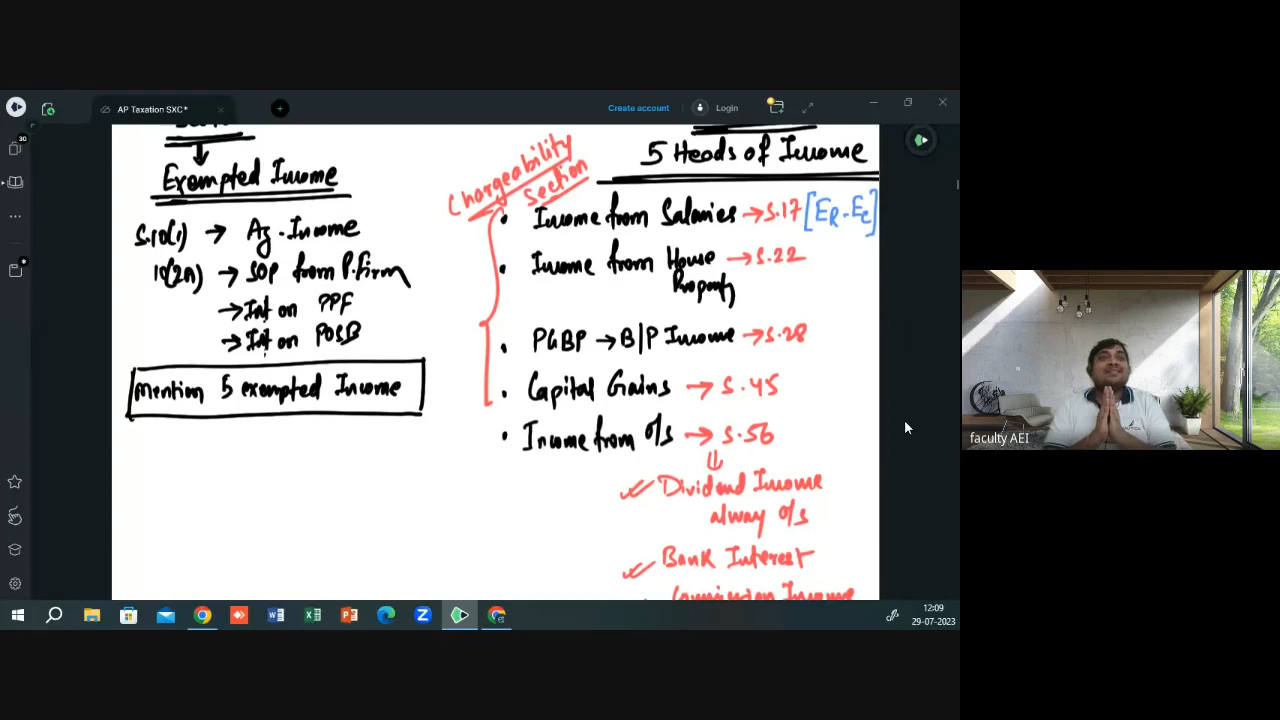 AP Taxation SXC*
Create account
Login
30
Exempted Income
S.10(1) → Ag. Income
10(2A) → SOP from P. Firm
→ Int on PPF
→ Int on POSB
Mention 5 exempted Income
Chargeability
Section
5 Heads of Income
• Income from Salaries → S.17 [ER - EE]
• Income from House → S.22
Property
• PGBP → B|P Income → S.28
• Capital Gains → S.45
• Income from O/S → S.56
Dividend Income
alway O/S
Bank Interest
Commission Income
faculty AEI
12:09
29-07-2023